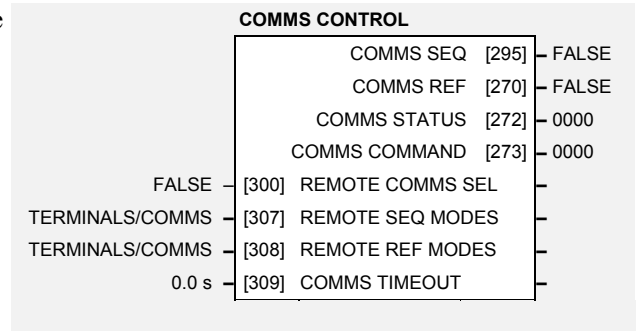 e
COMMS CONTROL
COMMS SEQ [295] – FALSE
COMMS REF [270] – FALSE
COMMS STATUS [272] – 0000
COMMS COMMAND [273] – 0000
FALSE – [300] REMOTE COMMS SEL –
TERMINALS/COMMS – [307] REMOTE SEQ MODES –
TERMINALS/COMMS – [308] REMOTE REF MODES –
0.0 s – [309] COMMS TIMEOUT –